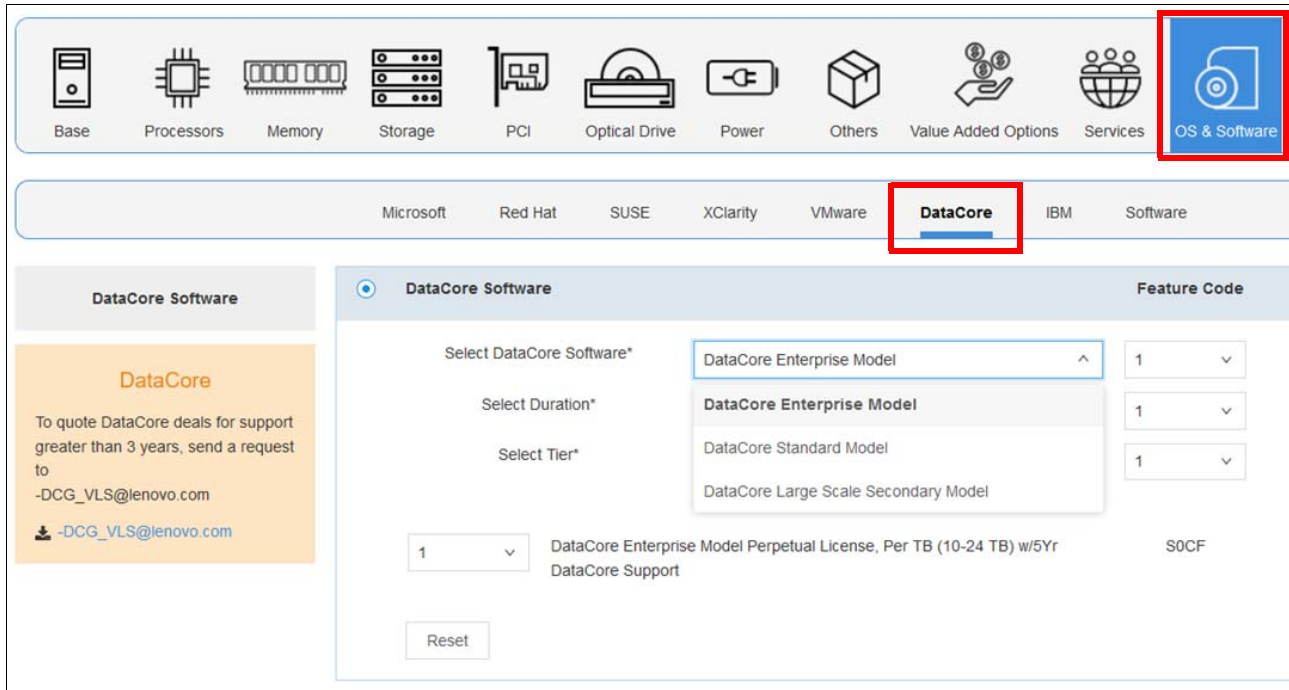 Base
Processors
Memory
Storage
PCI
Optical Drive
Power
Others
Value Added Options
Services
OS & Software
Microsoft
Red Hat
SUSE
XClarity
VMware
DataCore
IBM
Software
DataCore Software
DataCore
To quote DataCore deals for support
greater than 3 years, send a request
to
-DCG_VLS@lenovo.com
-DCG_VLS@lenovo.com
DataCore Software
Feature Code
Select DataCore Software*
DataCore Enterprise Model
1
DataCore Enterprise Model
DataCore Standard Model
DataCore Large Scale Secondary Model
Select Duration*
1
Select Tier*
1
1
DataCore Enterprise Model Perpetual License, Per TB (10-24 TB) w/5Yr
DataCore Support
S0CF
Reset